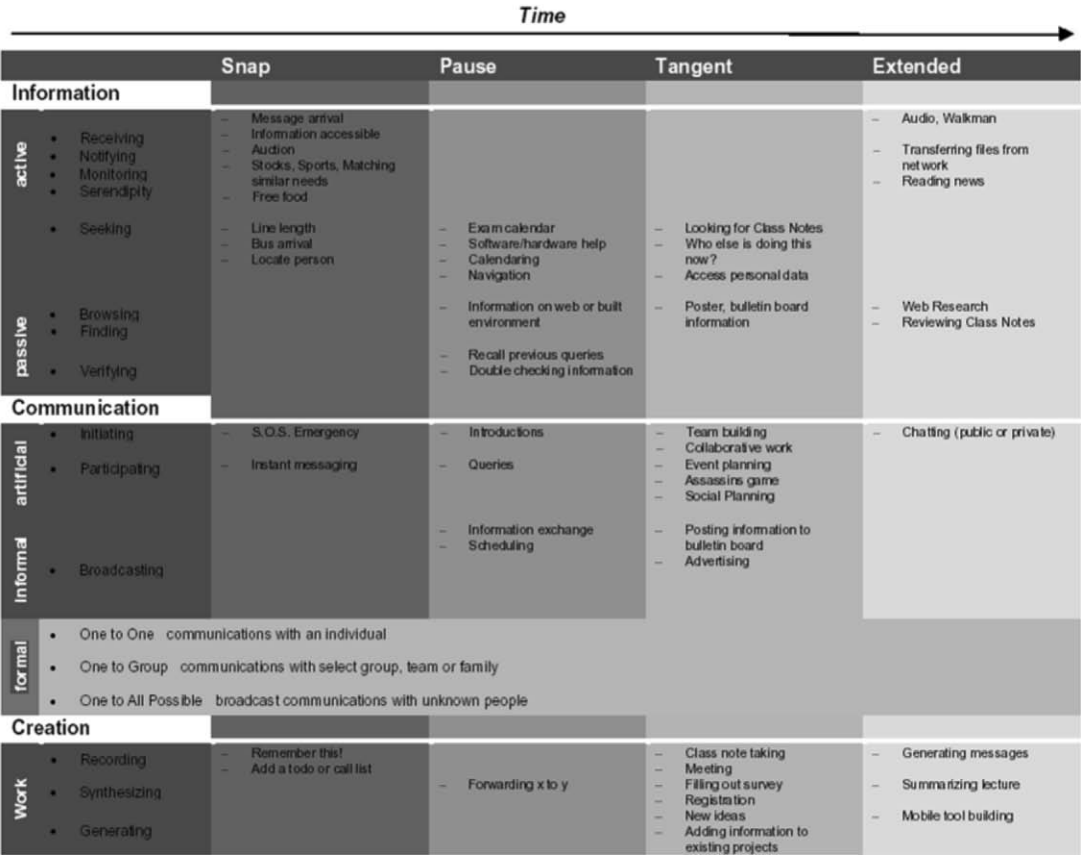 Time
Snap Pause Tangent Extended
Information
active
• Receiving
• Notifying
• Monitoring
• Serendipity
– Message arrival
– Information accessible
– Auction
– Stocks, Sports, Matching
similar needs
– Free food
– Audio, Walkman
– Transferring files from
network
– Reading news
• Seeking
– Line length
– Bus arrival
– Locate person
– Exam calendar
– Software/hardware help
– Calendaring
– Navigation
– Looking for Class Notes
– Who else is doing this
now?
– Access personal data
passive
• Browsing
• Finding
– Information on web or built
environment
– Poster, bulletin board
information
– Web Research
– Reviewing Class Notes
• Verifying
– Recall previous queries
– Double checking information
Communication
artificial
• Initiating
– S.O.S. Emergency
– Introductions
– Team building
– Collaborative work
– Event planning
– Assassins game
– Social Planning
– Chatting (public or private)
• Participating
– Instant messaging
– Queries
Informal
– Information exchange
– Scheduling
– Posting information to
bulletin board
– Advertising
• Broadcasting
formal
• One to One communications with an individual
• One to Group communications with select group, team or family
• One to All Possible broadcast communications with unknown people
Creation
Work
• Recording
– Remember this!
– Add a todo or call list
– Class note taking
– Meeting
– Filling out survey
– Registration
– New ideas
– Adding information to
existing projects
– Generating messages
• Synthesizing
– Forwarding x to y
– Summarizing lecture
• Generating
– Mobile tool building